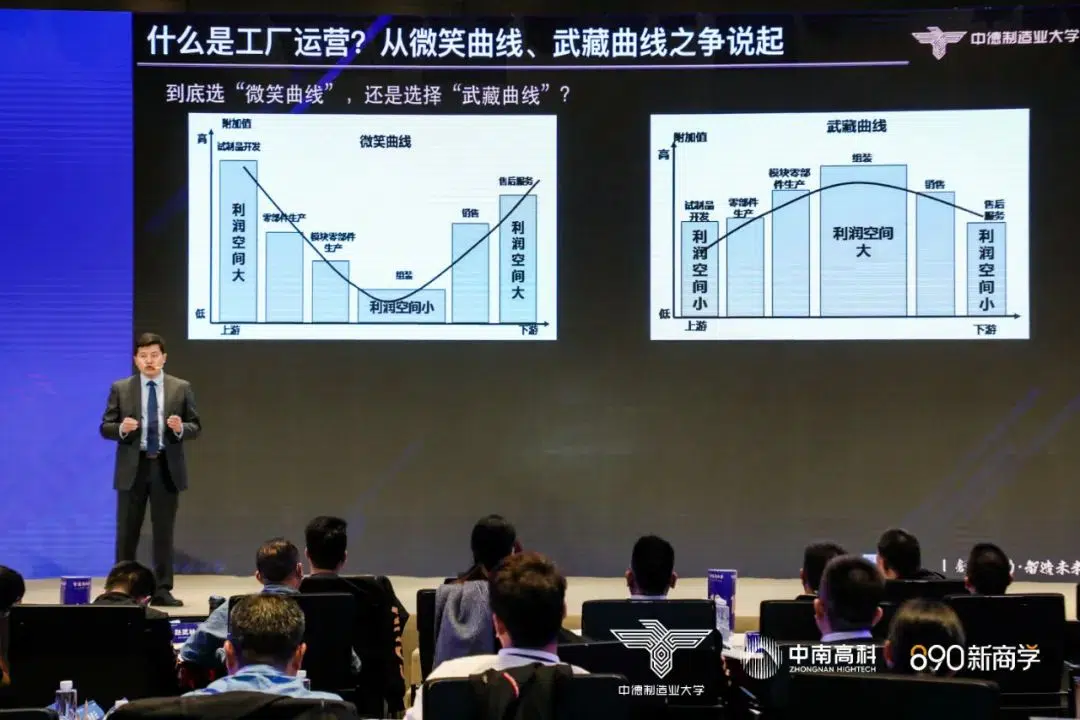 什么是工厂运营？从微笑曲线、武藏曲线之争说起
中德制造业大学
到底选“微笑曲线”，还是选择“武藏曲线”？
附加值
微笑曲线
高
试制品开发
售后服务
零部件生产
销售
模块零部件
生产
组装
利润空间大
利润空间小
利润空间大
低
上游
下游
附加值
武藏曲线
高
组装
模块零部
件生产
销售
试制品
开发
零部件
生产
售后
服务
利润空间小
利润空间
大
利润空间小
低
上游
下游
智造未来
中德制造业大学
中南高科
ZHONGNAN HIGHTECH
890新商学